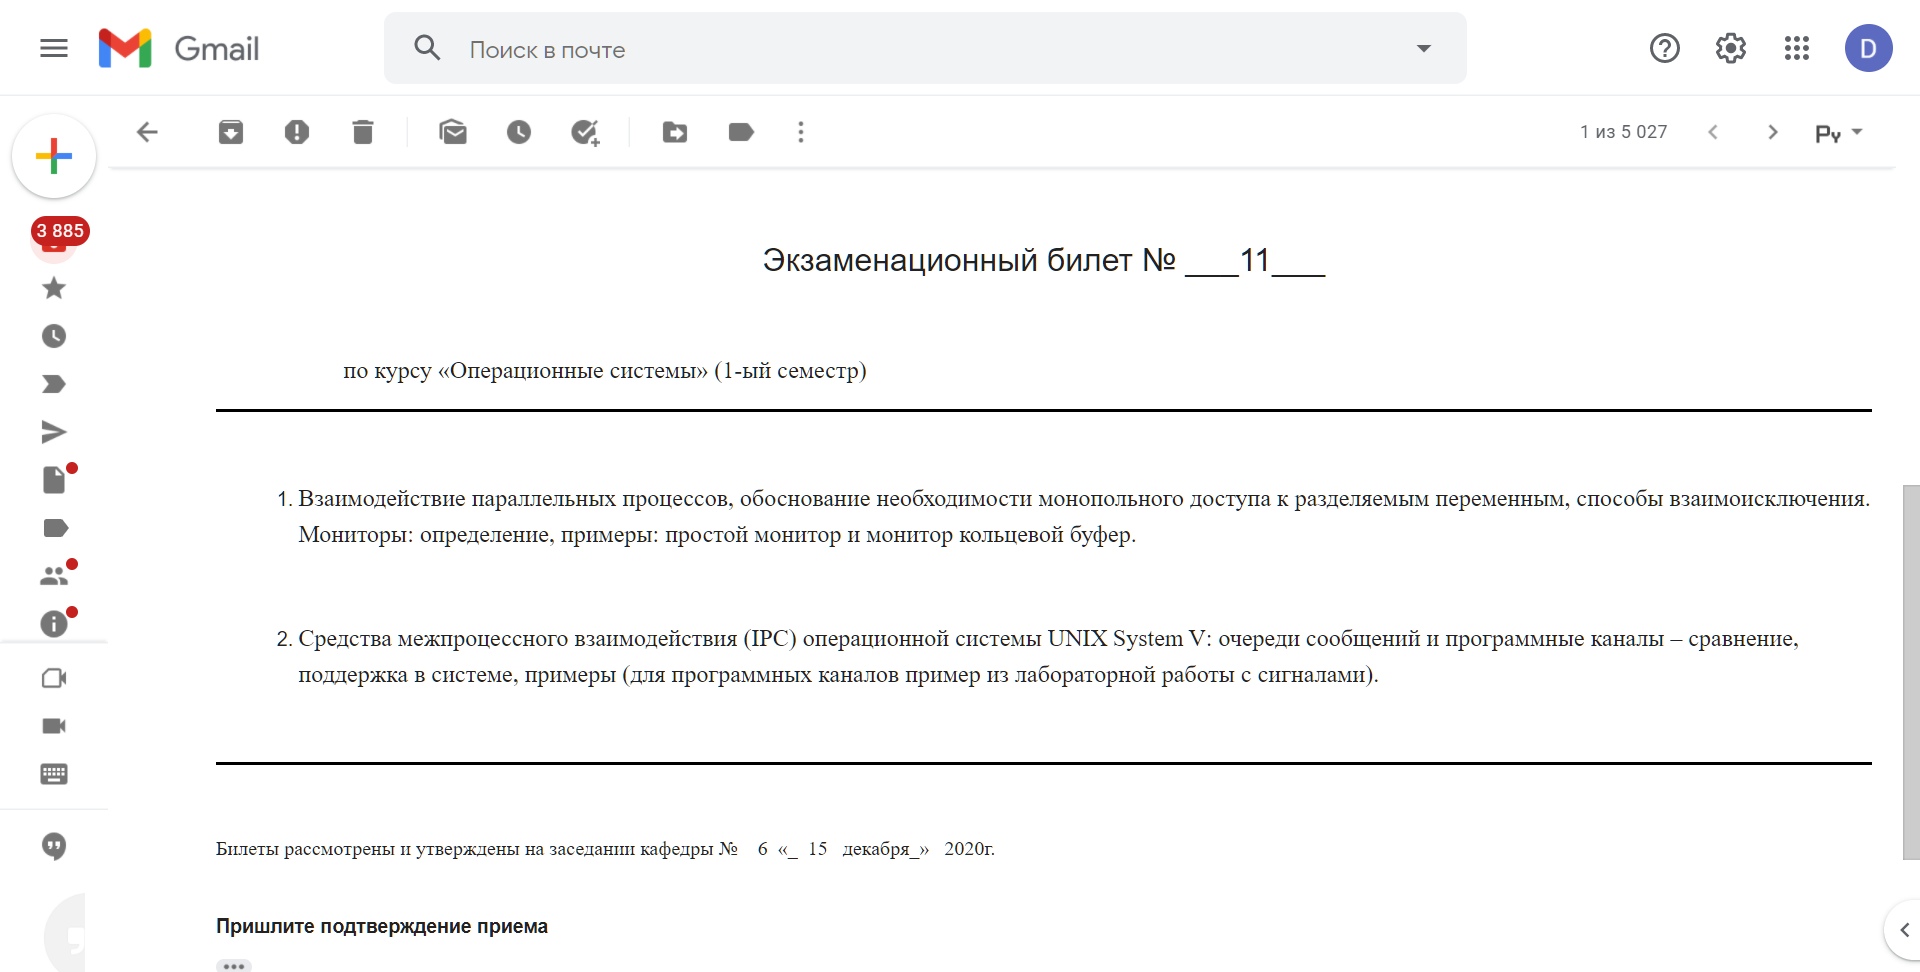 Gmail
Поиск в почте
D
1 из 5 027
Ру
3 885
Экзаменационный билет № ___11___
по курсу «Операционные системы» (1-ый семестр)
1. Взаимодействие параллельных процессов, обоснование необходимости монопольного доступа к разделяемым переменным, способы взаимоисключения.
Мониторы: определение, примеры: простой монитор и монитор кольцевой буфер.
2. Средства межпроцессного взаимодействия (IPC) операционной системы UNIX System V: очереди сообщений и программные каналы – сравнение,
поддержка в системе, примеры (для программных каналов пример из лабораторной работы с сигналами).
Билеты рассмотрены и утверждены на заседании кафедры № 6 «_ 15 декабря_» 2020г.
Пришлите подтверждение приема